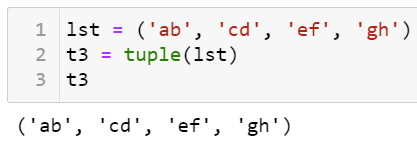 1 lst = ('ab', 'cd', 'ef', 'gh')
2 t3 = tuple(lst)
3 t3
('ab', 'cd', 'ef', 'gh')